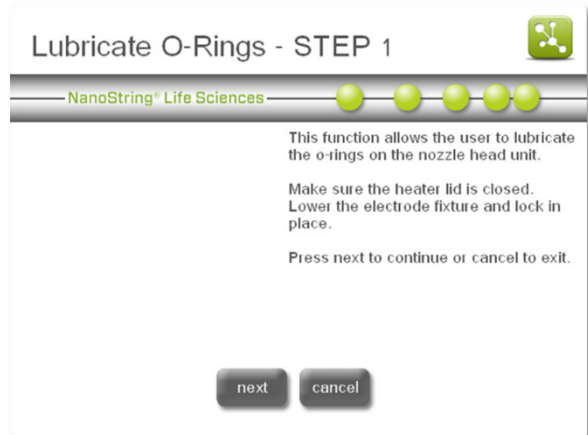 Lubricate O-Rings - STEP 1
NanoString® Life Sciences
This function allows the user to lubricate
the o-rings on the nozzle head unit.
Make sure the heater lid is closed.
Lower the electrode fixture and lock in
place.
Press next to continue or cancel to exit.
next
cancel